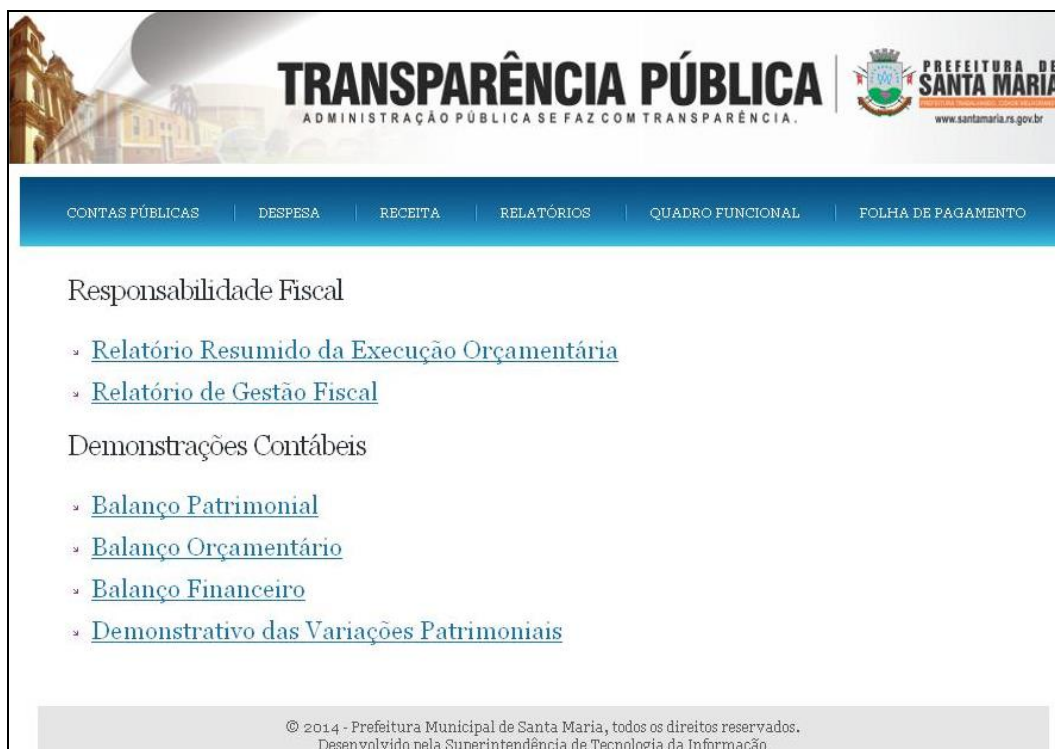 TRANSPARÊNCIA PÚBLICA
ADMINISTRAÇÃO PÚBLICA SE FAZ COM TRANSPARÊNCIA.
PREFEITURA DE
SANTA MARIA
www.santamaria.rs.gov.br
CONTAS PÚBLICAS DESPESA RECEITA RELATÓRIOS QUADRO FUNCIONAL FOLHA DE PAGAMENTO
Responsabilidade Fiscal
Relatório Resumido da Execução Orçamentária
Relatório de Gestão Fiscal
Demonstrações Contábeis
Balanço Patrimonial
Balanço Orçamentário
Balanço Financeiro
Demonstrativo das Variações Patrimoniais
© 2014 - Prefeitura Municipal de Santa Maria, todos os direitos reservados.
Desenvolvido pela Superintendência de Tecnologia da Informação